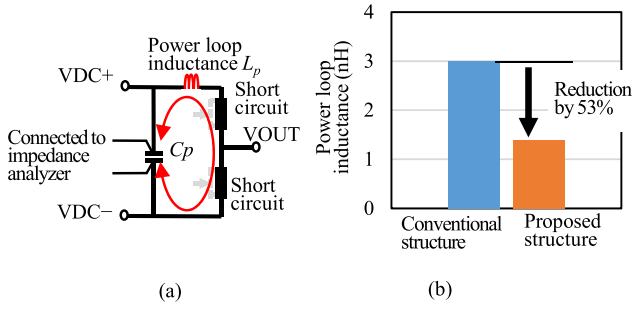 Power loop
inductance Lp
VDC+
Short
circuit
VOUT
Connected to
impedance
analyzer
Cp
Short
circuit
VDC−
(a)
Power loop
inductance (nH)
4
3
2
1
0
Reduction
by 53%
Conventional
structure
Proposed
structure
(b)